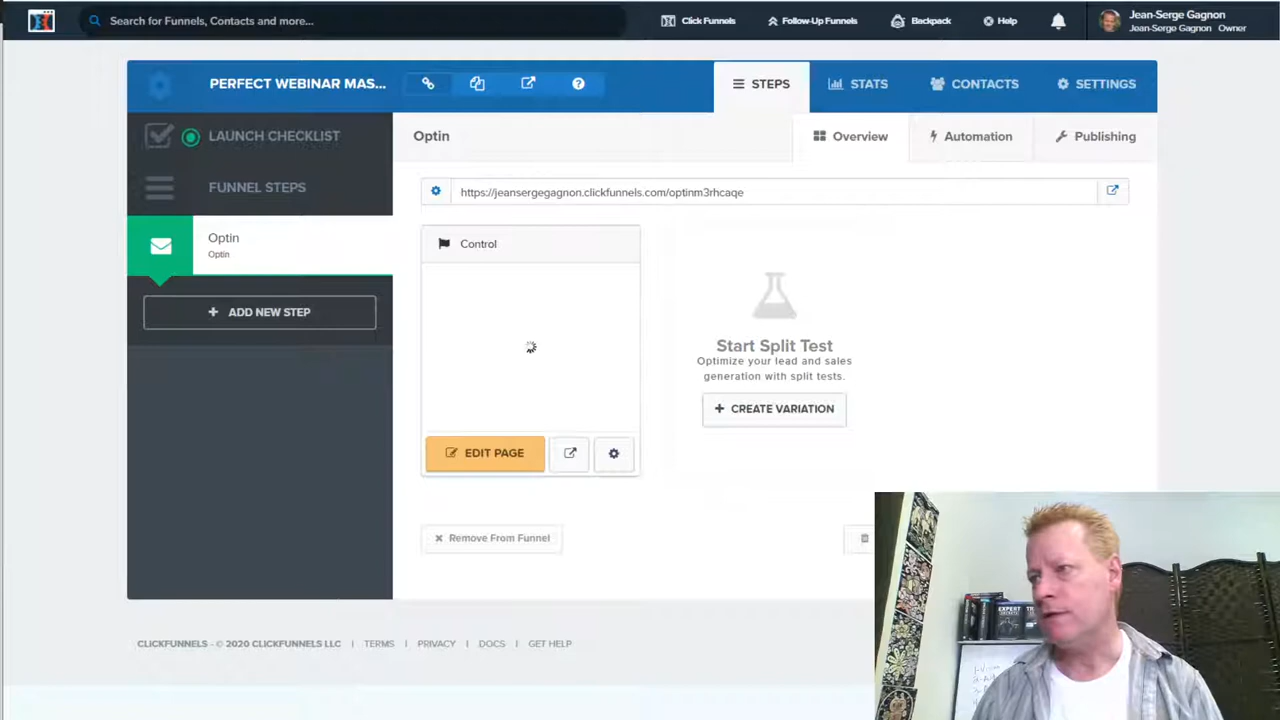 Search for Funnels, Contacts and more...
Click Funnels
Follow-Up Funnels
Backpack
Help
Jean-Serge Gagnon
Jean-Serge Gagnon Owner
PERFECT WEBINAR MAS...
STEPS
STATS
CONTACTS
SETTINGS
LAUNCH CHECKLIST
Optin
Overview
Automation
Publishing
FUNNEL STEPS
https://jeansergegagnon.clickfunnels.com/optinm3rhcaqe
Optin
Optin
Control
ADD NEW STEP
Start Split Test
Optimize your lead and sales
generation with split tests.
CREATE VARIATION
EDIT PAGE
Remove From Funnel
CLICKFUNNELS - © 2020 CLICKFUNNELS LLC | TERMS | PRIVACY | DOCS | GET HELP
EXPERT